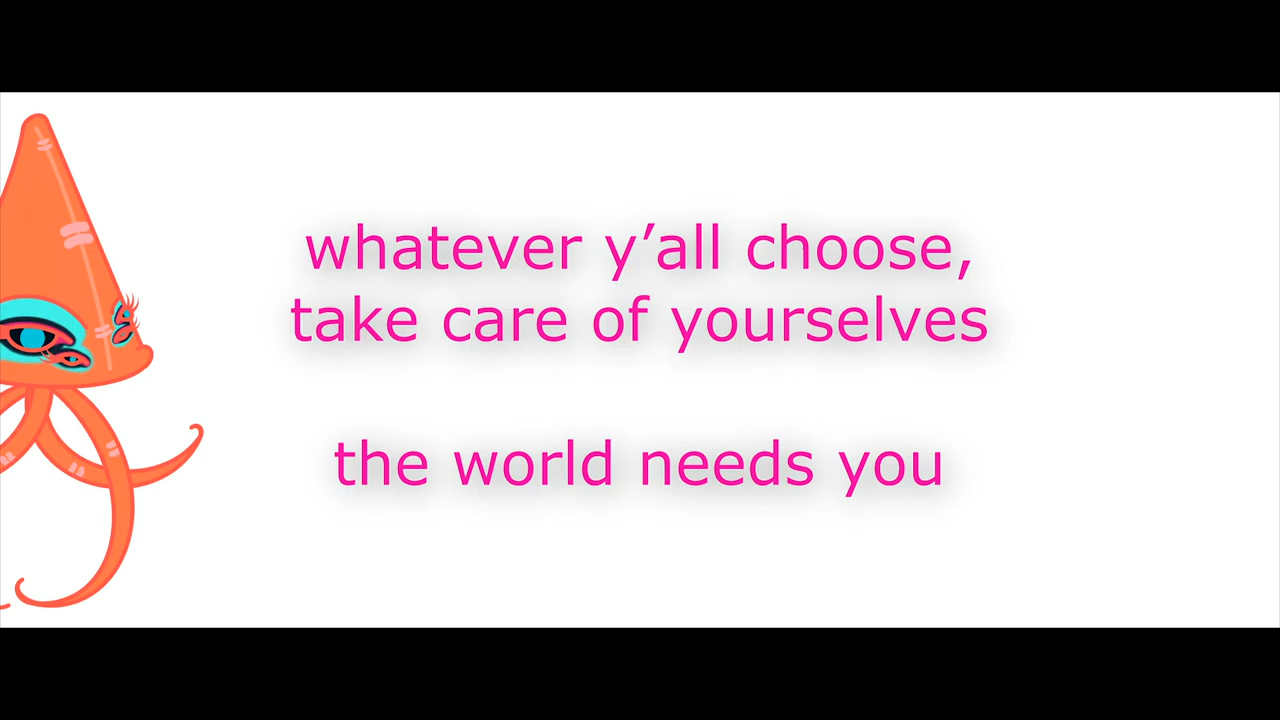 whatever y’all choose,
take care of yourselves
the world needs you